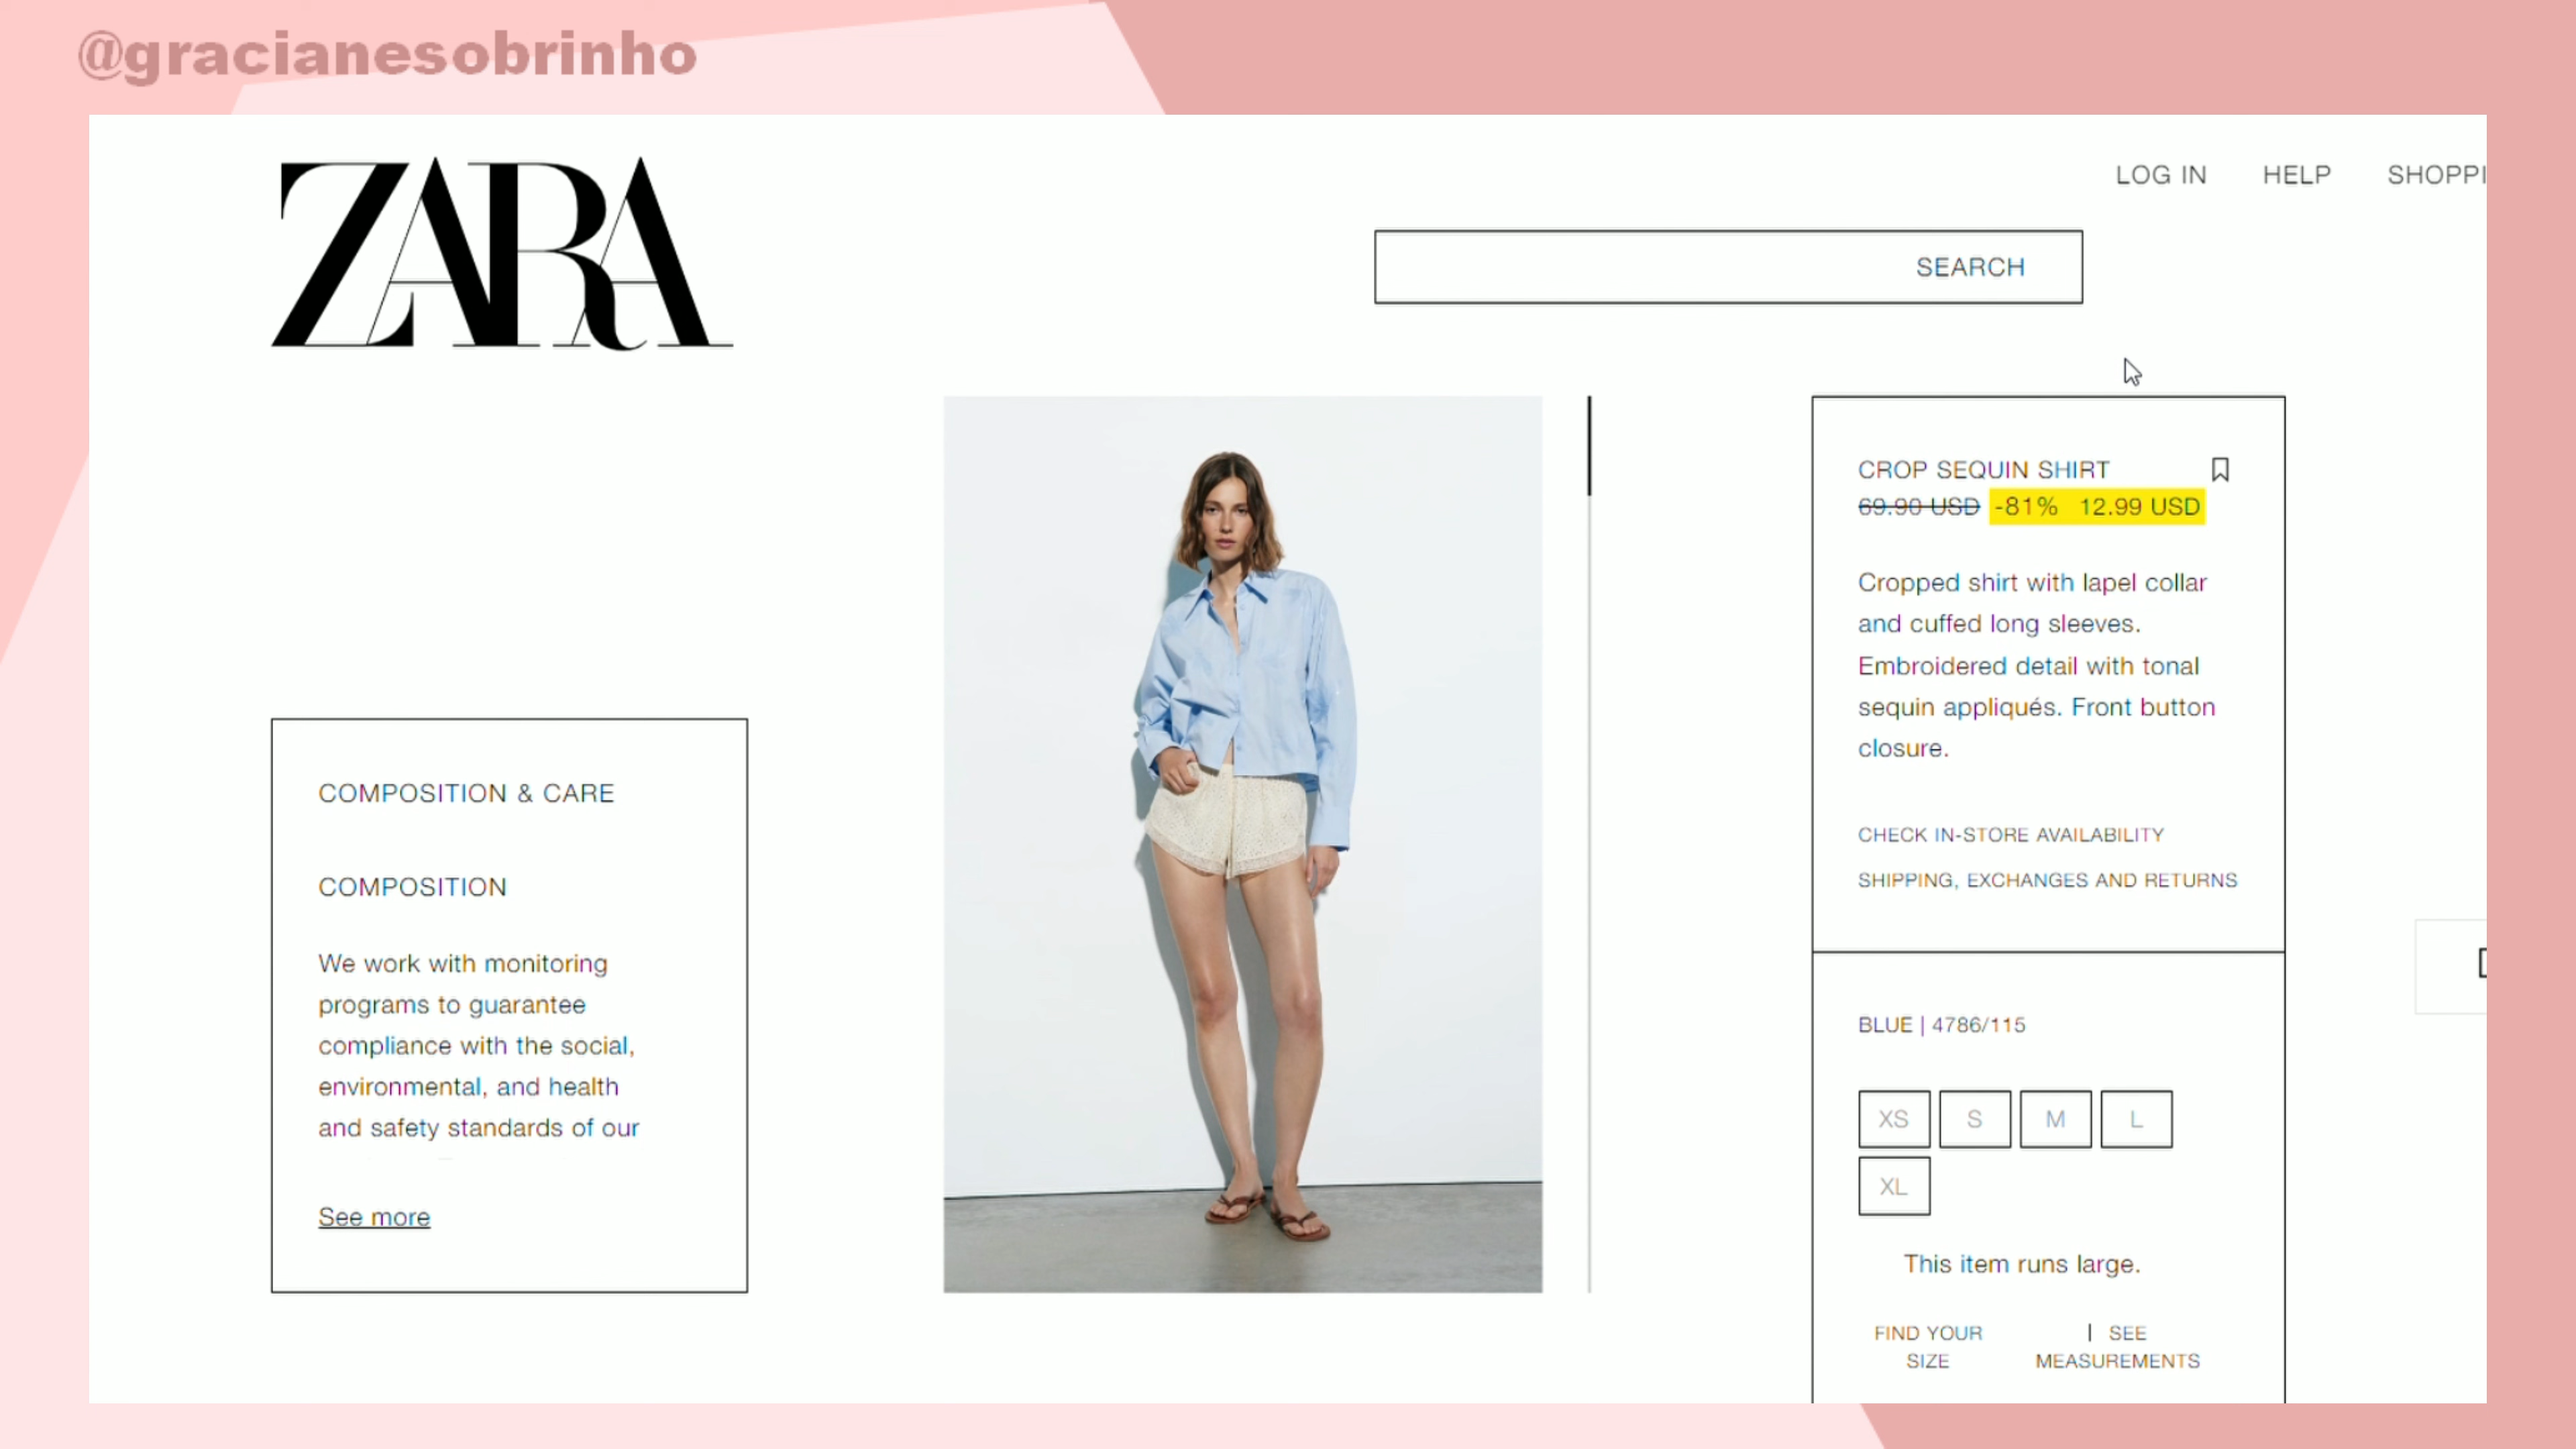 @gracianesobrinho
ZARA
LOG IN HELP SHOPPI
SEARCH
CROP SEQUIN SHIRT
69.90 USD -81% 12.99 USD
Cropped shirt with lapel collar
and cuffed long sleeves.
Embroidered detail with tonal
sequin appliqués. Front button
closure.
CHECK IN-STORE AVAILABILITY
SHIPPING, EXCHANGES AND RETURNS
BLUE | 4786/115
XS S M L
XL
This item runs large.
FIND YOUR
SIZE
| SEE
MEASUREMENTS
COMPOSITION & CARE
COMPOSITION
We work with monitoring
programs to guarantee
compliance with the social,
environmental, and health
and safety standards of our
See more